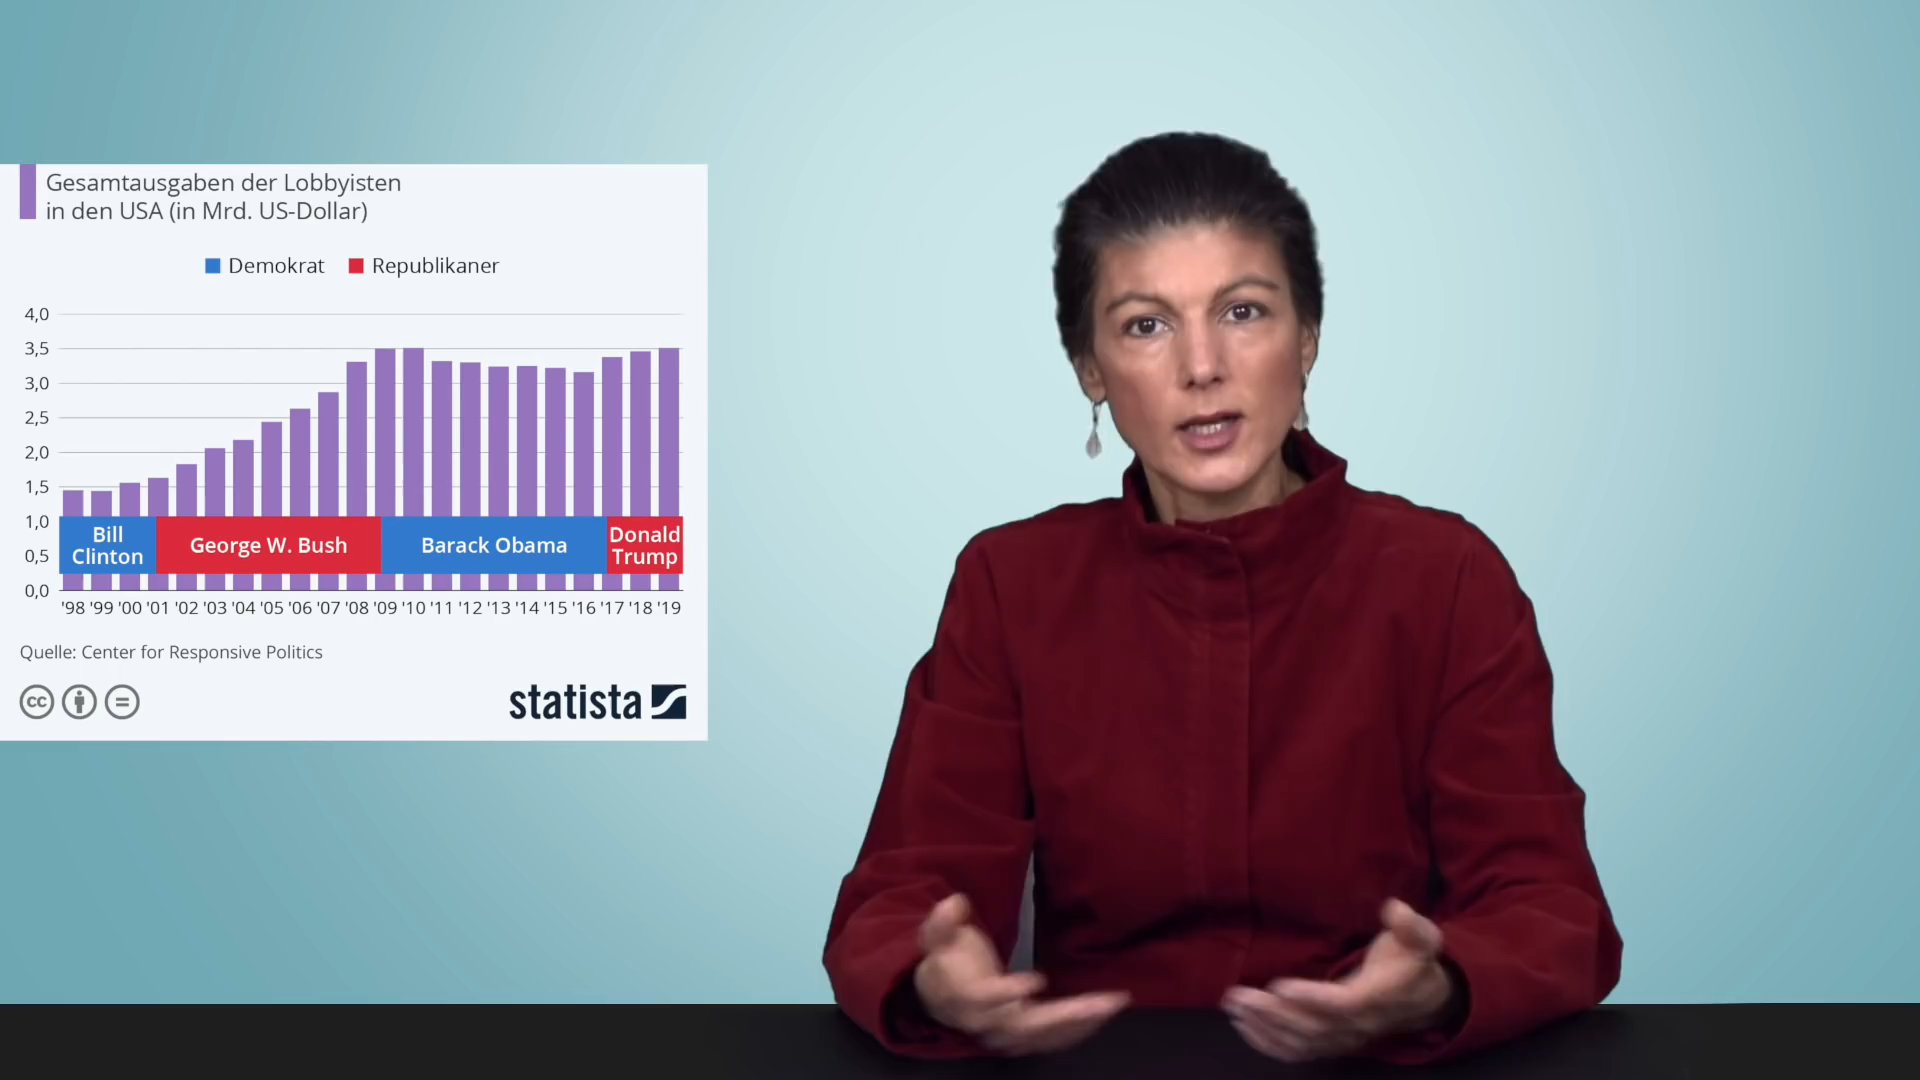 Gesamtausgaben der Lobbyisten
in den USA (in Mrd. US-Dollar)
Demokrat Republikaner
4,0
3,5
3,0
2,5
2,0
1,5
1,0
0,5
0,0
Bill
Clinton
George W. Bush
Barack Obama
Donald
Trump
'98 '99 '00 '01 '02 '03 '04 '05 '06 '07 '08 '09 '10 '11 '12 '13 '14 '15 '16 '17 '18 '19
Quelle: Center for Responsive Politics
cc
statista